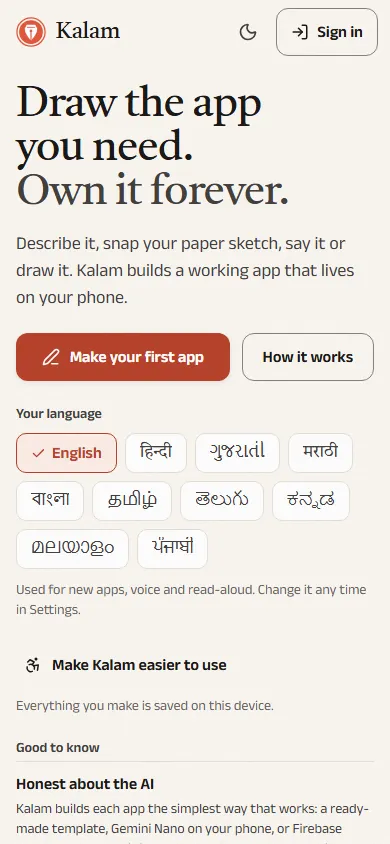 Kalam
Sign in
Draw the app
you need.
Own it forever.
Describe it, snap your paper sketch, say it or
draw it. Kalam builds a working app that lives
on your phone.
Make your first app
How it works
Your language
English
हिन्दी
ગુજરાતી
मराठी
বাংলা
தமிழ்
తెలుగు
ಕನ್ನಡ
മലയാളം
ਪੰਜਾਬੀ
Used for new apps, voice and read-aloud. Change it any time
in Settings.
Make Kalam easier to use
Everything you make is saved on this device.
Good to know
Honest about the AI
Kalam builds each app the simplest way that works: a ready-
made template, Gemini Nano on your phone, or Firebase